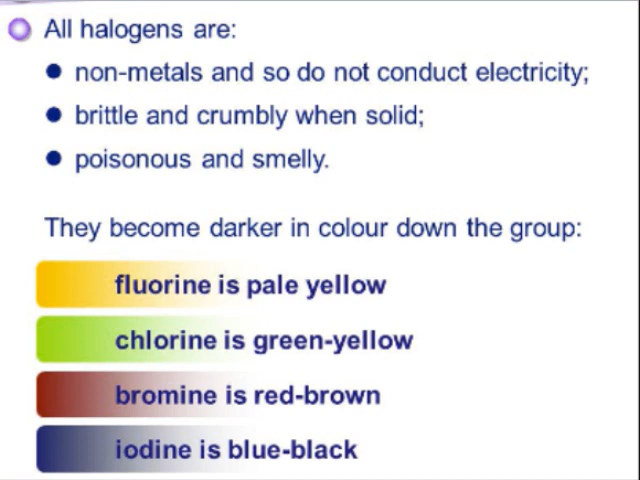 All halogens are:
non-metals and so do not conduct electricity;
brittle and crumbly when solid;
poisonous and smelly.
They become darker in colour down the group:
fluorine is pale yellow
chlorine is green-yellow
bromine is red-brown
iodine is blue-black